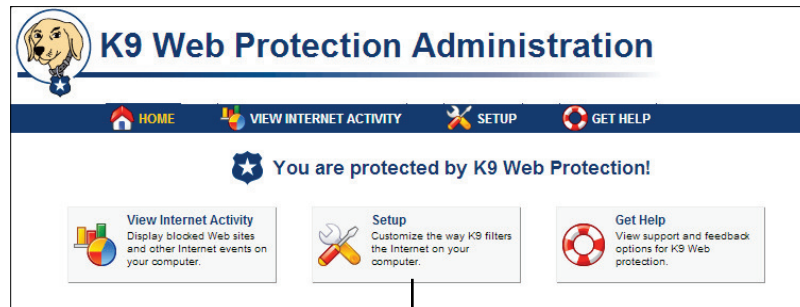 K9 Web Protection Administration
HOME VIEW INTERNET ACTIVITY SETUP GET HELP
You are protected by K9 Web Protection!
View Internet Activity
Display blocked Web sites
and other Internet events on
your computer.
Setup
Customize the way K9 filters
the Internet on your
computer.
Get Help
View support and feedback
options for K9 Web
protection.